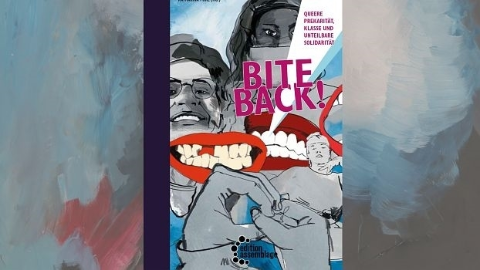 QUEERE
PREKARITÄT,
KLASSE UND
UNTEILBARE
SOLIDARITÄT
BITE
BACK!
edition
assemblage